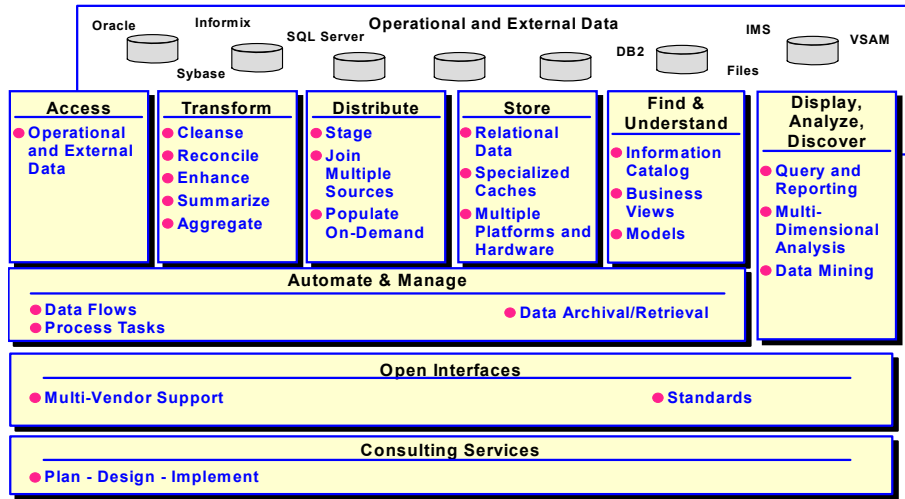 Operational and External Data
Oracle
Informix
SQL Server
Sybase
DB2
Files
IMS
VSAM
Access
Operational
and External
Data
Transform
Cleanse
Reconcile
Enhance
Summarize
Aggregate
Distribute
Stage
Join
Multiple
Sources
Populate
On-Demand
Store
Relational
Data
Specialized
Caches
Multiple
Platforms and
Hardware
Find &
Understand
Information
Catalog
Business
Views
Models
Display,
Analyze,
Discover
Query and
Reporting
Multi-
Dimensional
Analysis
Data Mining
Automate & Manage
Data Flows
Process Tasks
Data Archival/Retrieval
Open Interfaces
Multi-Vendor Support
Standards
Consulting Services
Plan - Design - Implement